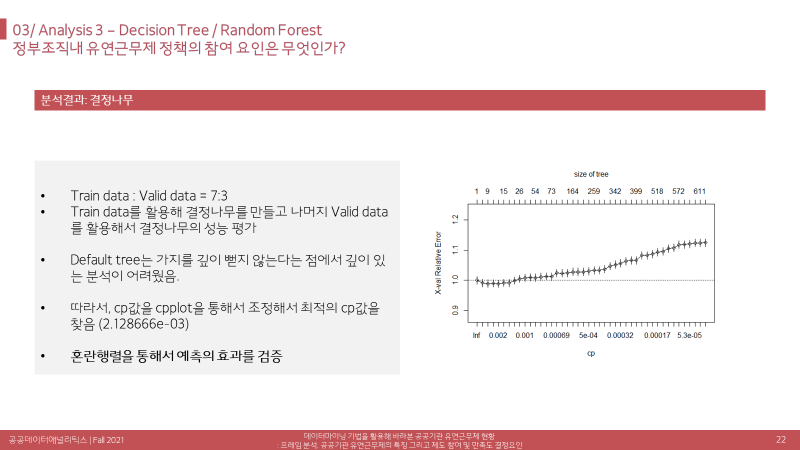 03/ Analysis 3 – Decision Tree / Random Forest
정부조직내 유연근무제 정책의 참여 요인은 무엇인가?
분석결과: 결정나무
• Train data : Valid data = 7:3
• Train data를 활용해 결정나무를 만들고 나머지 Valid data
를 활용해서 결정나무의 성능 평가
• Default tree는 가지를 깊이 뻗지 않는다는 점에서 깊이 있
는 분석이 어려웠음.
• 따라서, cp값을 cpplot을 통해서 조정해서 최적의 cp값을
찾음 (2.128666e-03)
• 혼란행렬을 통해서 예측의 효과를 검증
size of tree
1 9 15 26 54 73 164 259 342 399 518 572 611
X-val Relative Error
1.2
1.1
1.0
0.9
Inf 0.002 0.001 0.00069 5e-04 0.00032 0.00017 5.3e-05
cp
공공데이터애널리틱스 | Fall 2021
데이터마이닝 기법을 활용해 바라본 공공기관 유연근무제 현황
: 프레임 분석, 공공기관 유연근무제의 특징 그리고 제도 참여 및 만족도 결정요인
22